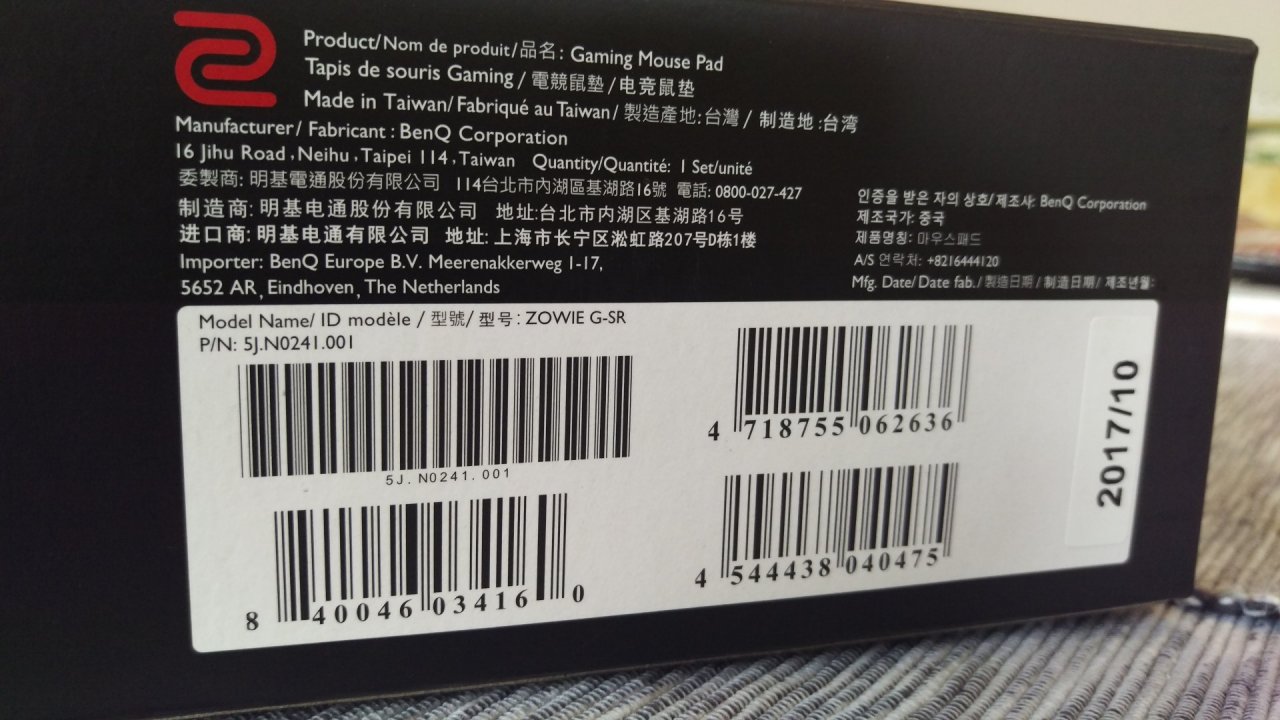 Product/Nom de produit/品名: Gaming Mouse Pad
Tapis de souris Gaming / 電競鼠墊 /电竞鼠垫
Made in Taiwan/Fabriqué au Taiwan/ 製造產地:台灣 / 制造地:台湾
Manufacturer/ Fabricant : BenQ Corporation
16 Jihu Road ,Neihu ,Taipei 114 ,Taiwan Quantity/Quantité: 1 Set/unité
委製商: 明基電通股份有限公司 114台北市內湖區基湖路16號 電話: 0800-027-427
制造商: 明基电通股份有限公司 地址:台北市内湖区基湖路16号
进口商: 明基电通有限公司 地址: 上海市长宁区淞虹路207号D栋1楼
Importer: BenQ Europe B.V. Meerenakkerweg 1-17,
5652 AR, Eindhoven, The Netherlands
인증을 받은 자의 상호/제조사: BenQ Corporation
제조국가: 중국
제품명칭: 마우스패드
A/S 연락처: +8216444120
Mfg. Date/ Date fab./ 製造日期 / 制造日期/ 제조년월:
Model Name/ ID modèle / 型號/ 型号: ZOWIE G-SR
P/N: 5J.N0241.001
5J. N0241. 001
8 40046 03416 0
4 718755 062636
4 544438 040475
2017/10